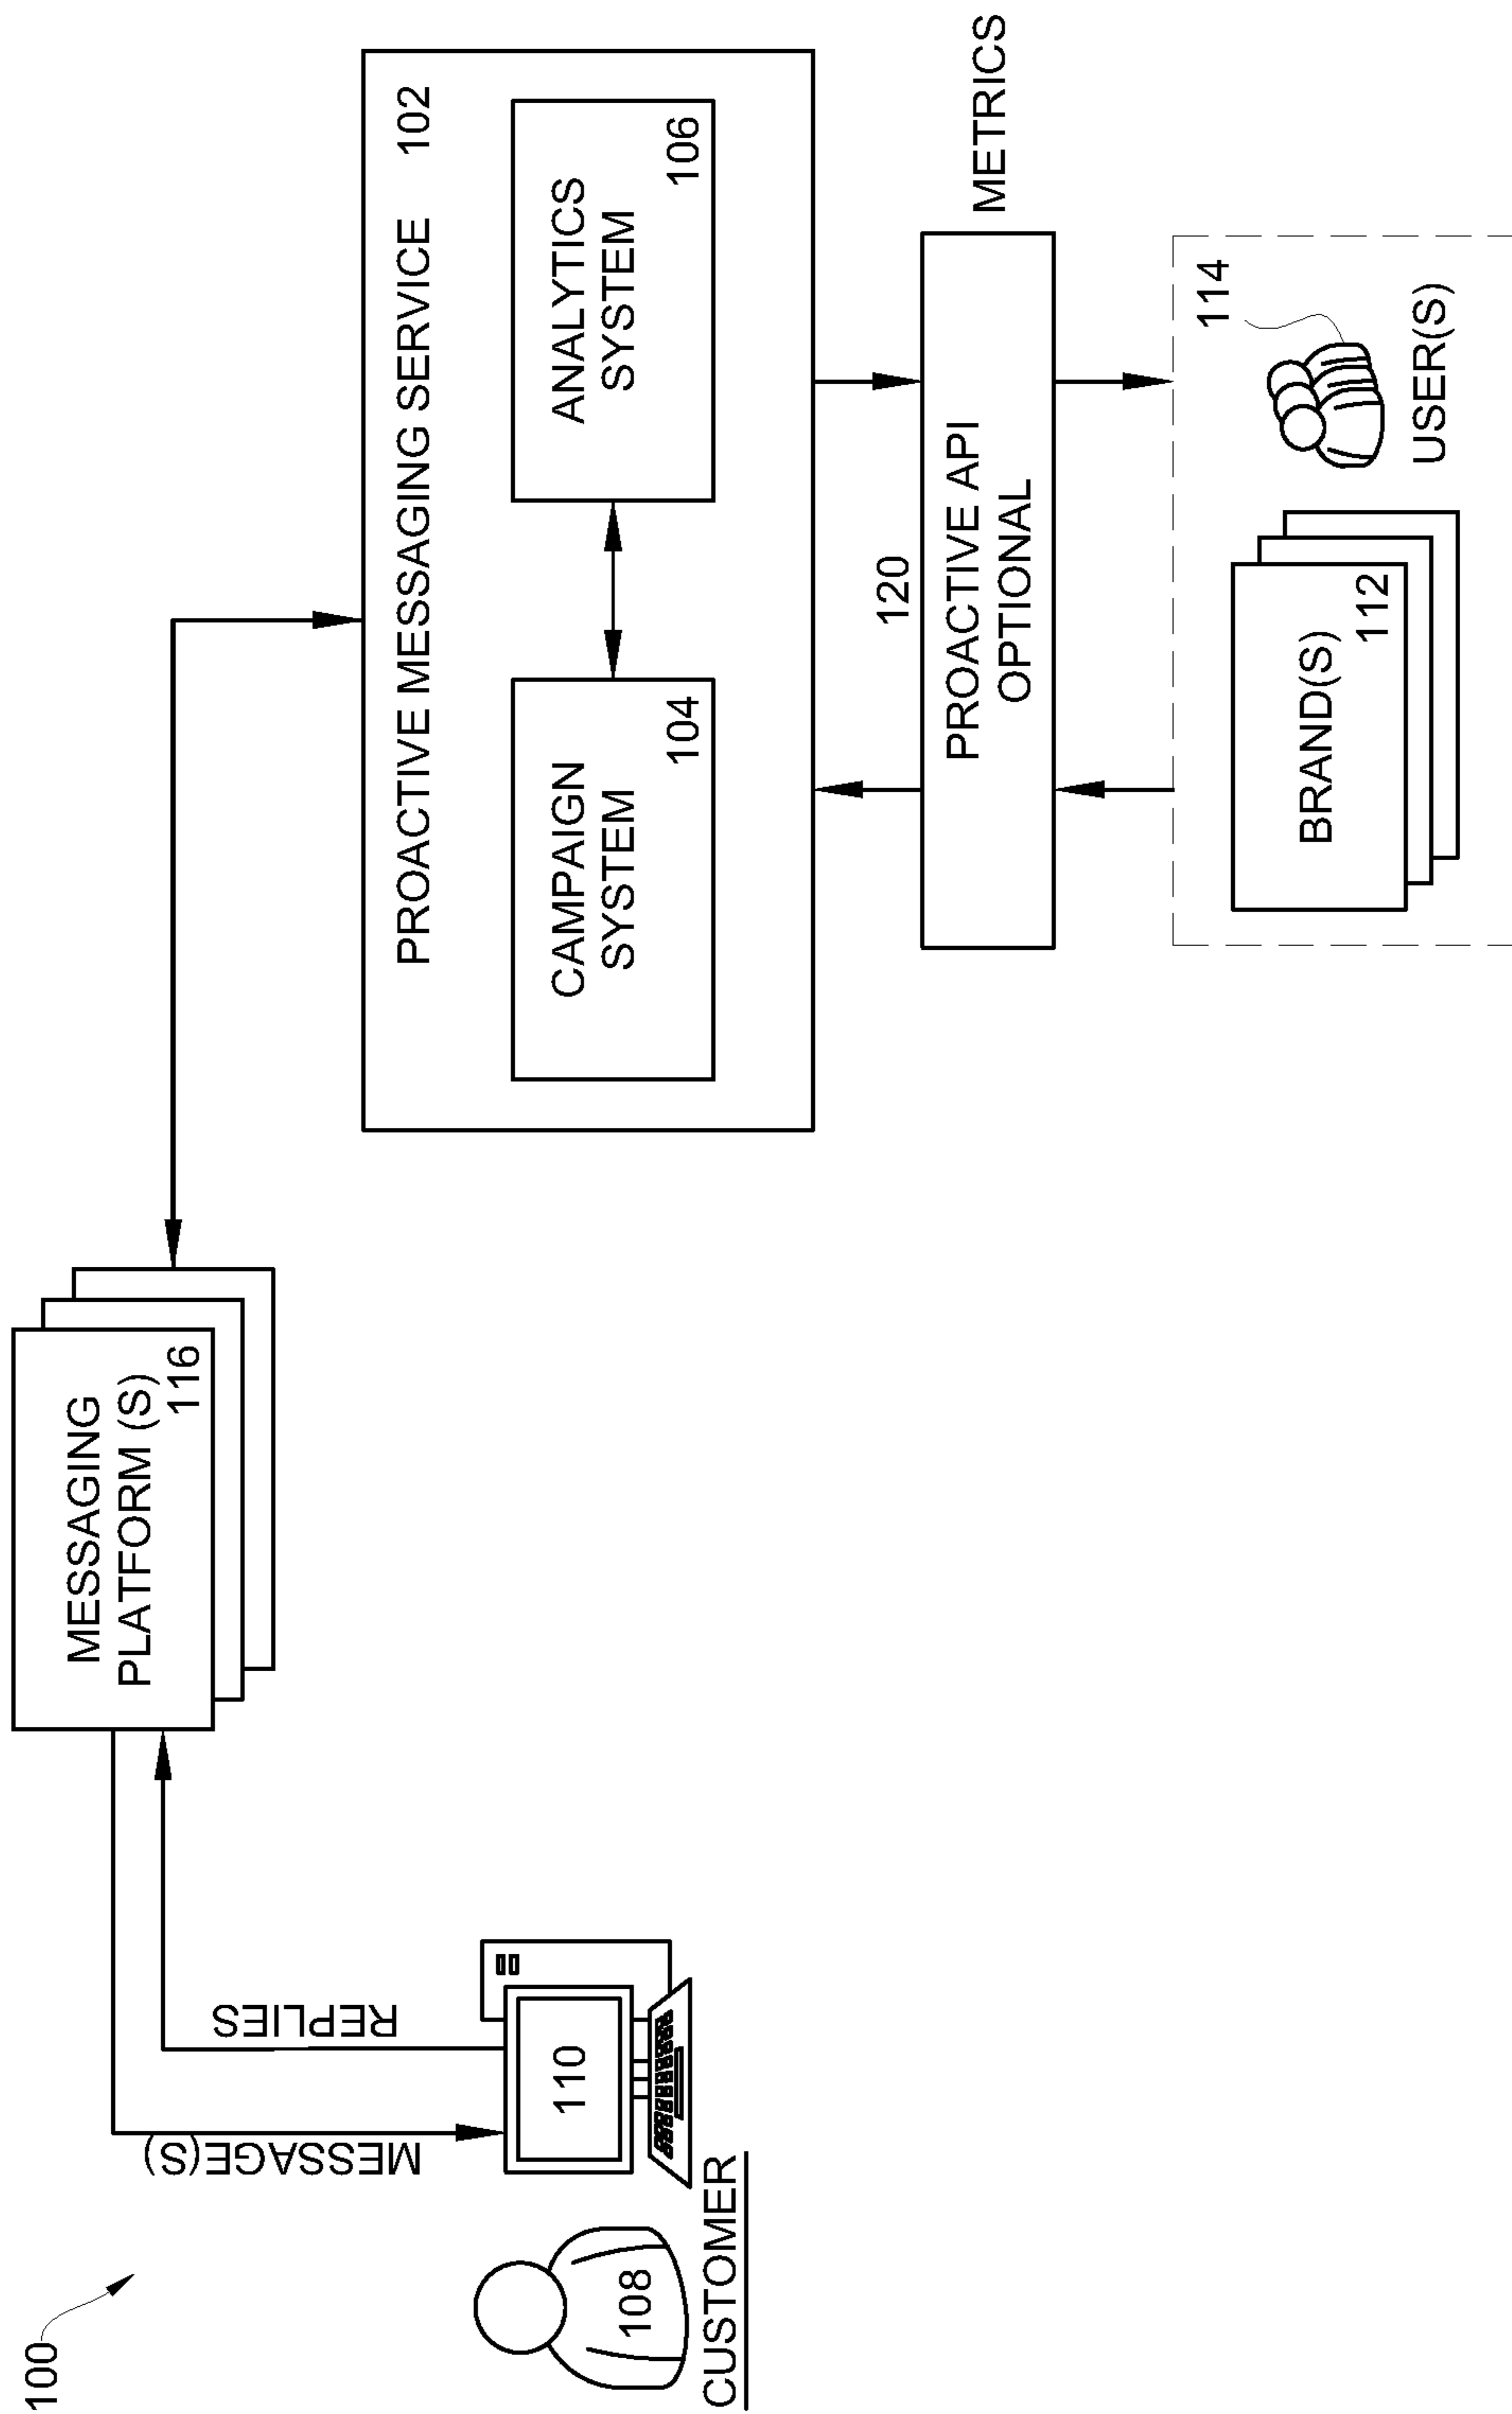 100
MESSAGING
PLATFORM (S)
116
MESSAGE(S)
REPLIES
110
108
CUSTOMER
PROACTIVE MESSAGING SERVICE 102
CAMPAIGN
SYSTEM
104
ANALYTICS
SYSTEM
106
120
PROACTIVE API
OPTIONAL
METRICS
BRAND(S)
112
114
USER(S)